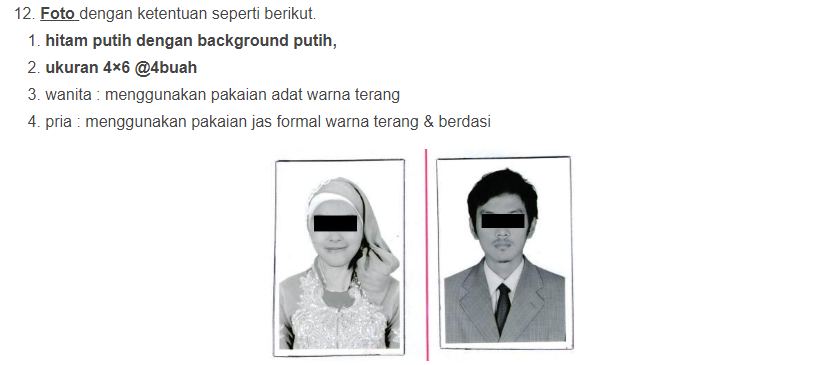 12. Foto dengan ketentuan seperti berikut.
1. hitam putih dengan background putih,
2. ukuran 4×6 @4buah
3. wanita : menggunakan pakaian adat warna terang
4. pria : menggunakan pakaian jas formal warna terang & berdasi